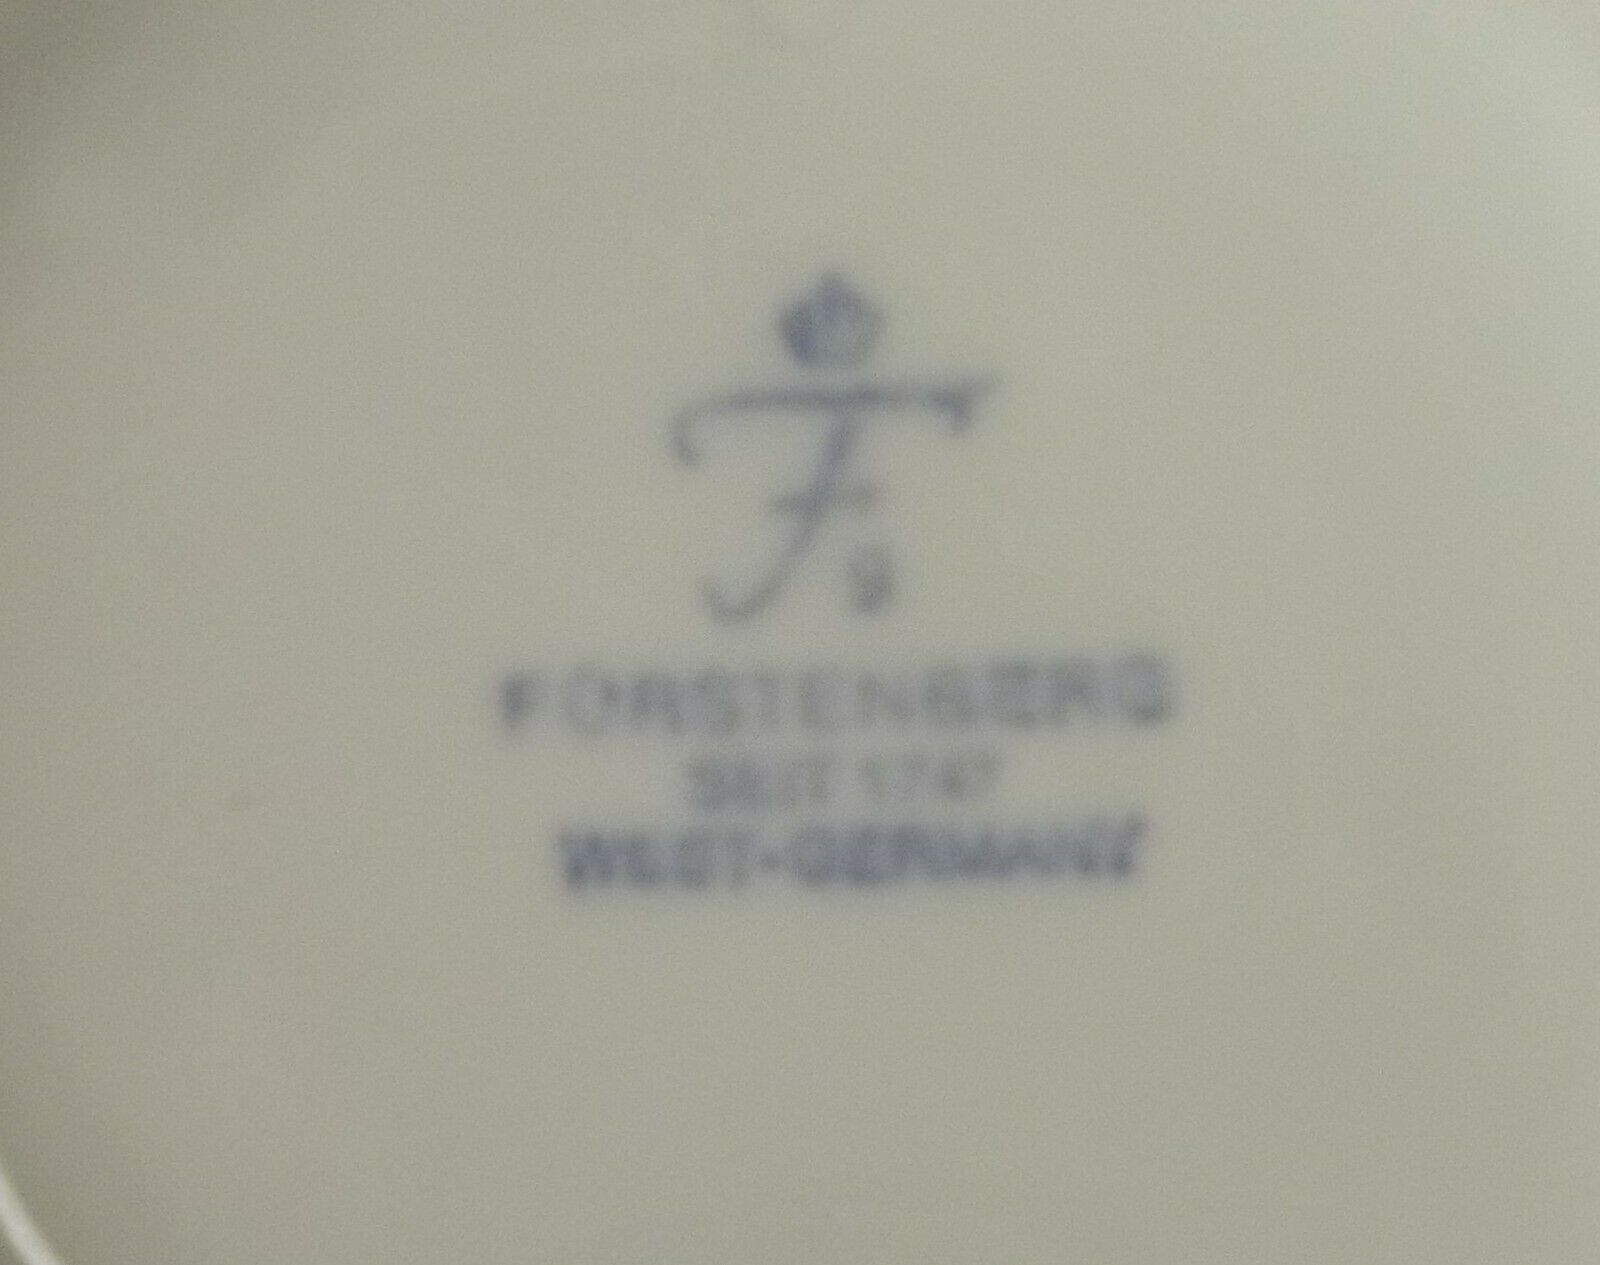 F
FÜRSTENBERG
SEIT 1747
WEST-GERMANY